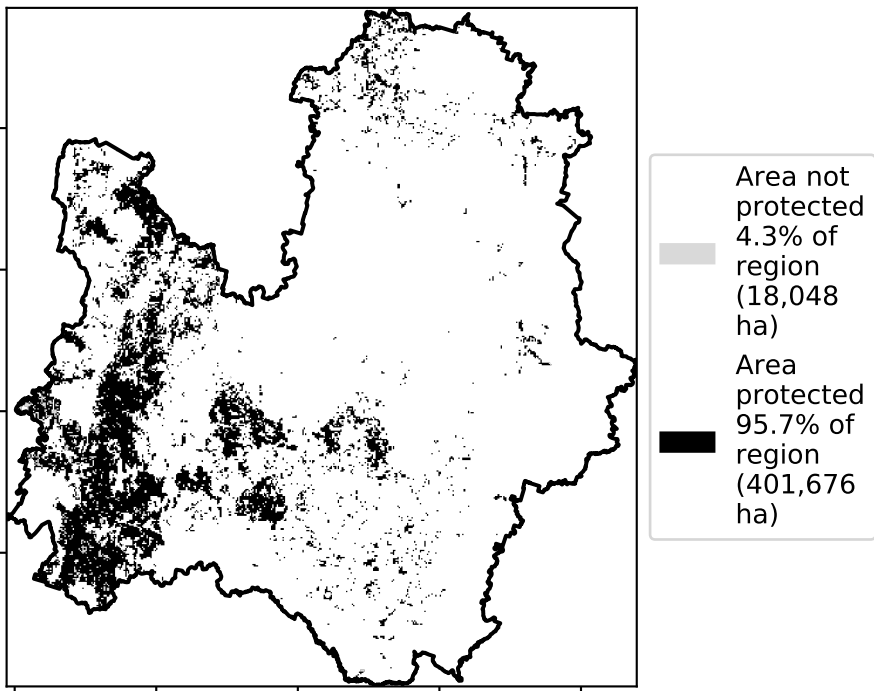 Area not
protected
4.3% of
region
(18,048
ha)
Area
protected
95.7% of
region
(401,676
ha)